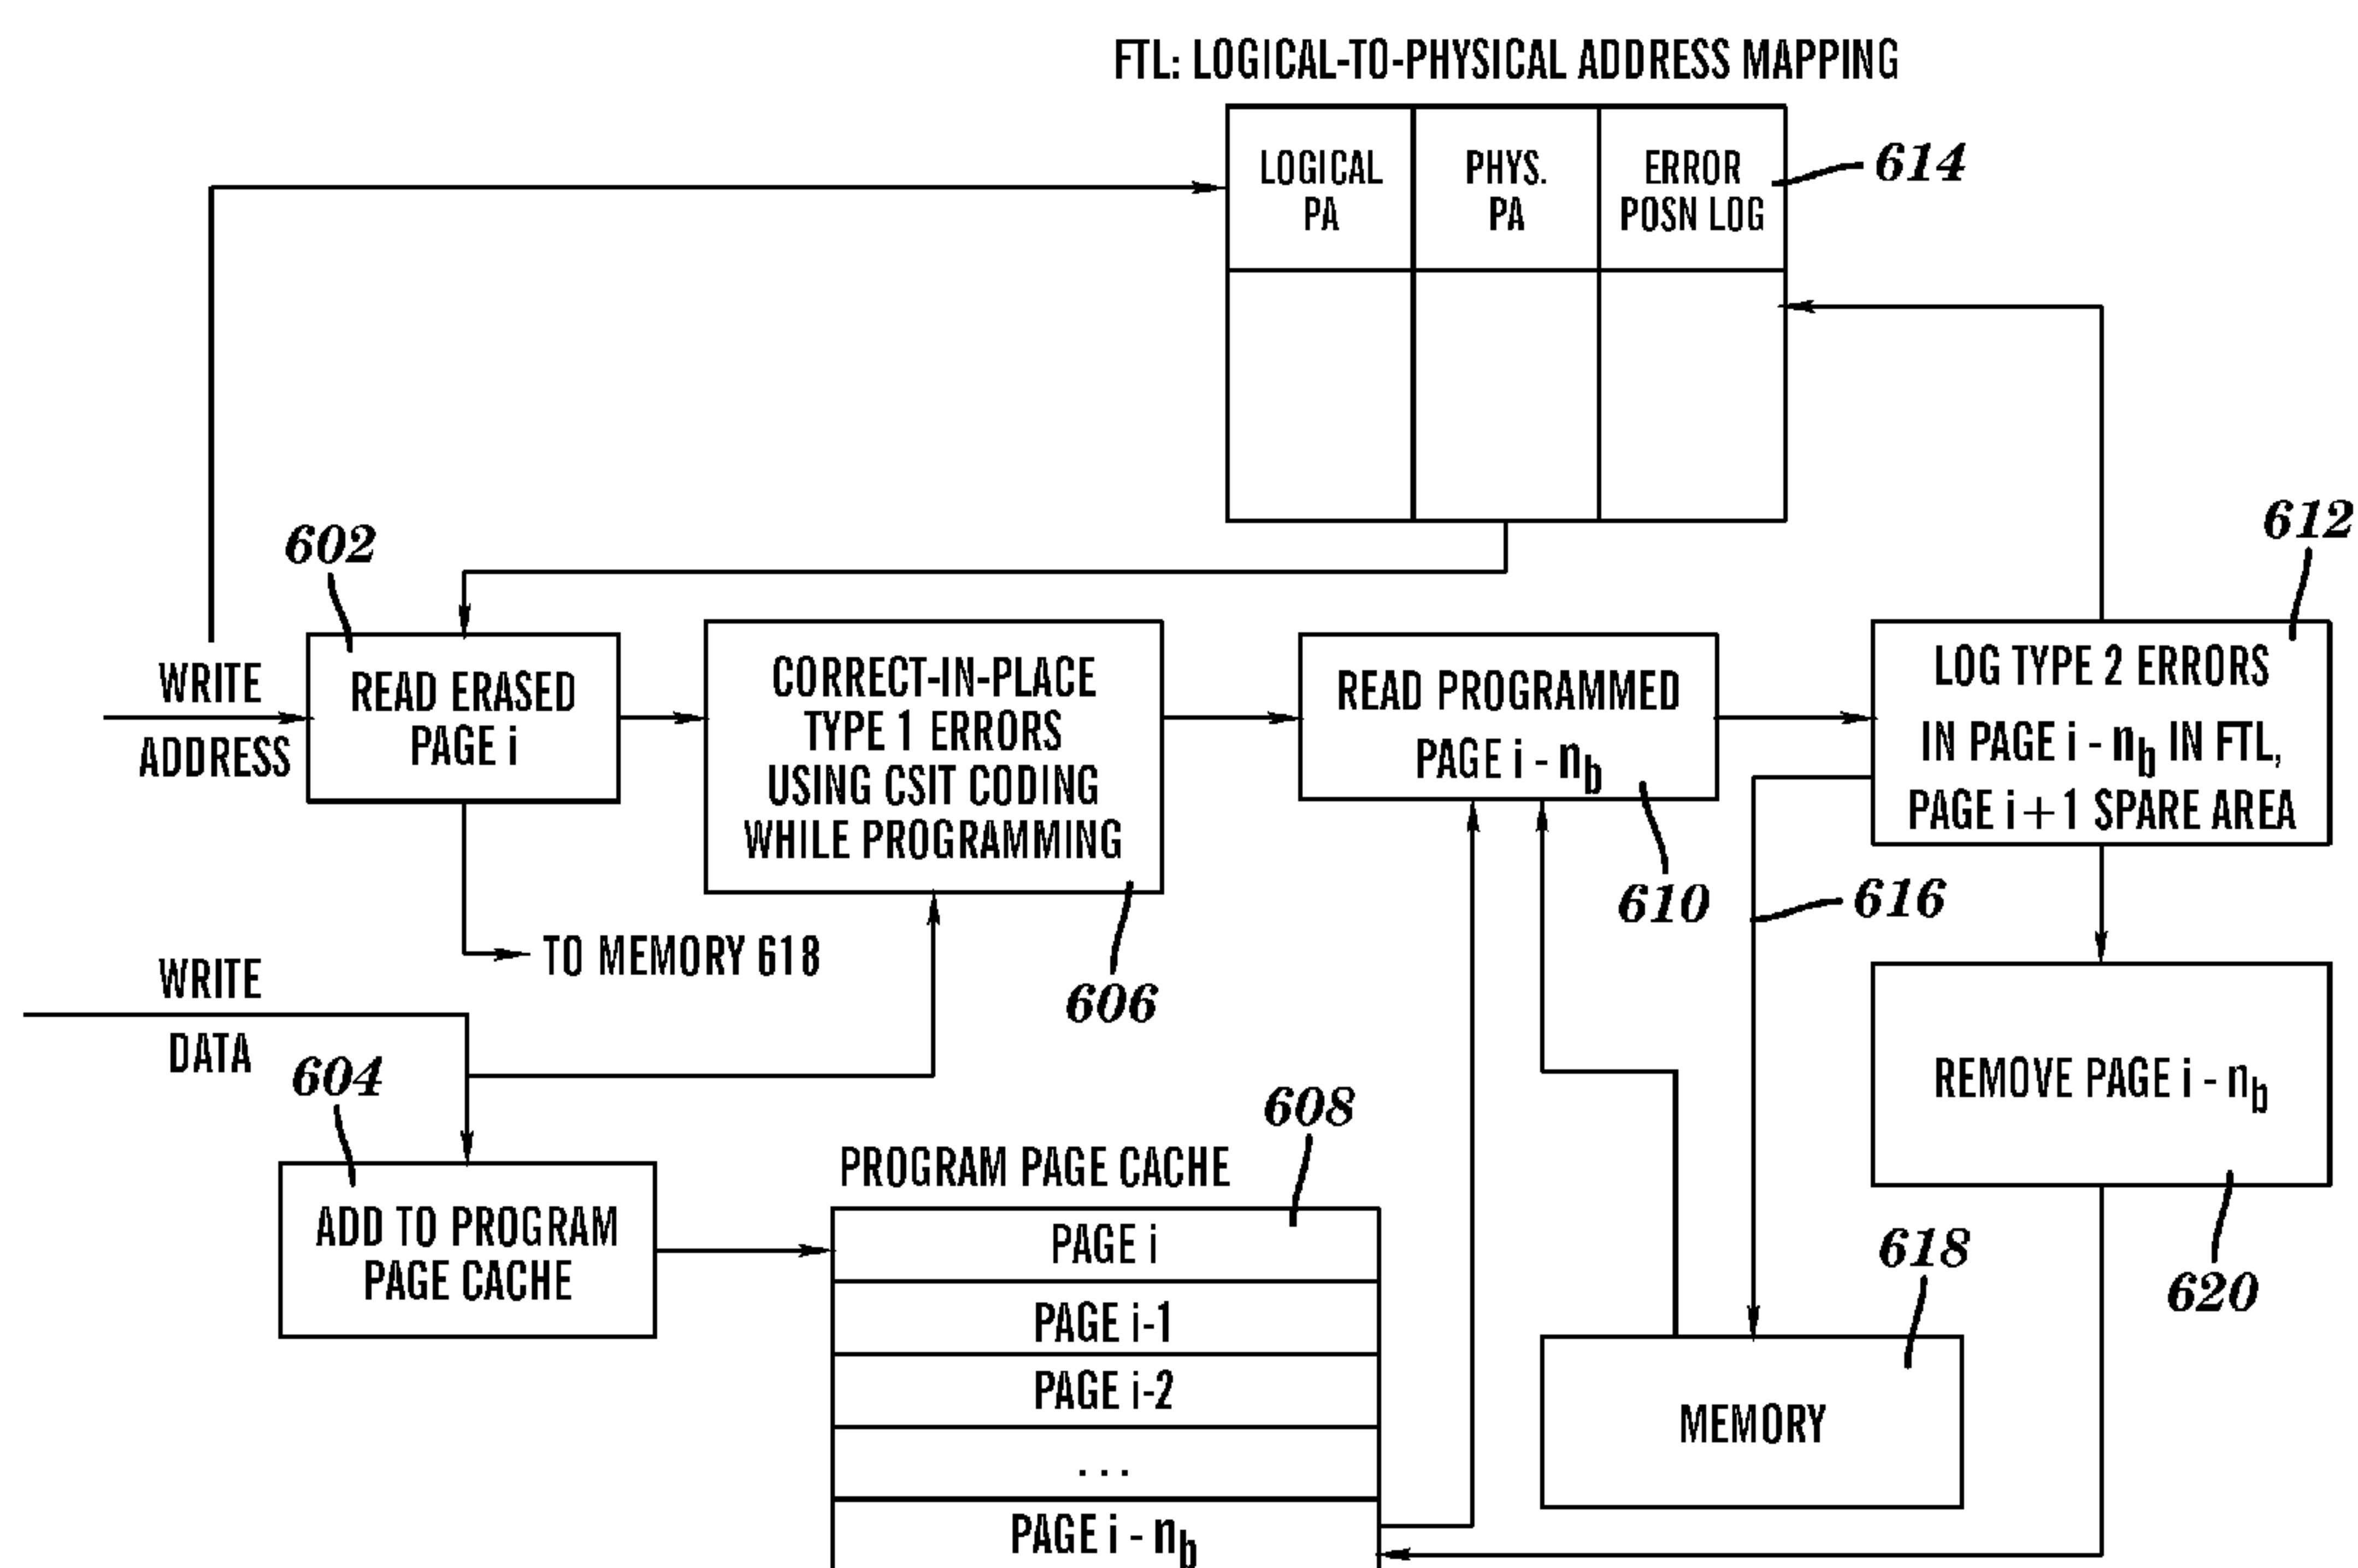 FTL: LOGICAL-TO-PHYSICAL ADDRESS MAPPING
LOGICAL
PA
PHYS.
PA
ERROR
POSN LOG
614
602
612
WRITE
ADDRESS
READ ERASED
PAGE i
CORRECT-IN-PLACE
TYPE 1 ERRORS
USING CSIT CODING
WHILE PROGRAMMING
READ PROGRAMMED
PAGE i - nb
LOG TYPE 2 ERRORS
IN PAGE i - nb IN FTL,
PAGE i+1 SPARE AREA
610
616
606
TO MEMORY 618
WRITE
DATA
604
608
REMOVE PAGE i - nb
620
ADD TO PROGRAM
PAGE CACHE
PROGRAM PAGE CACHE
PAGE i
PAGE i-1
PAGE i-2
. . .
PAGE i - nb
618
MEMORY